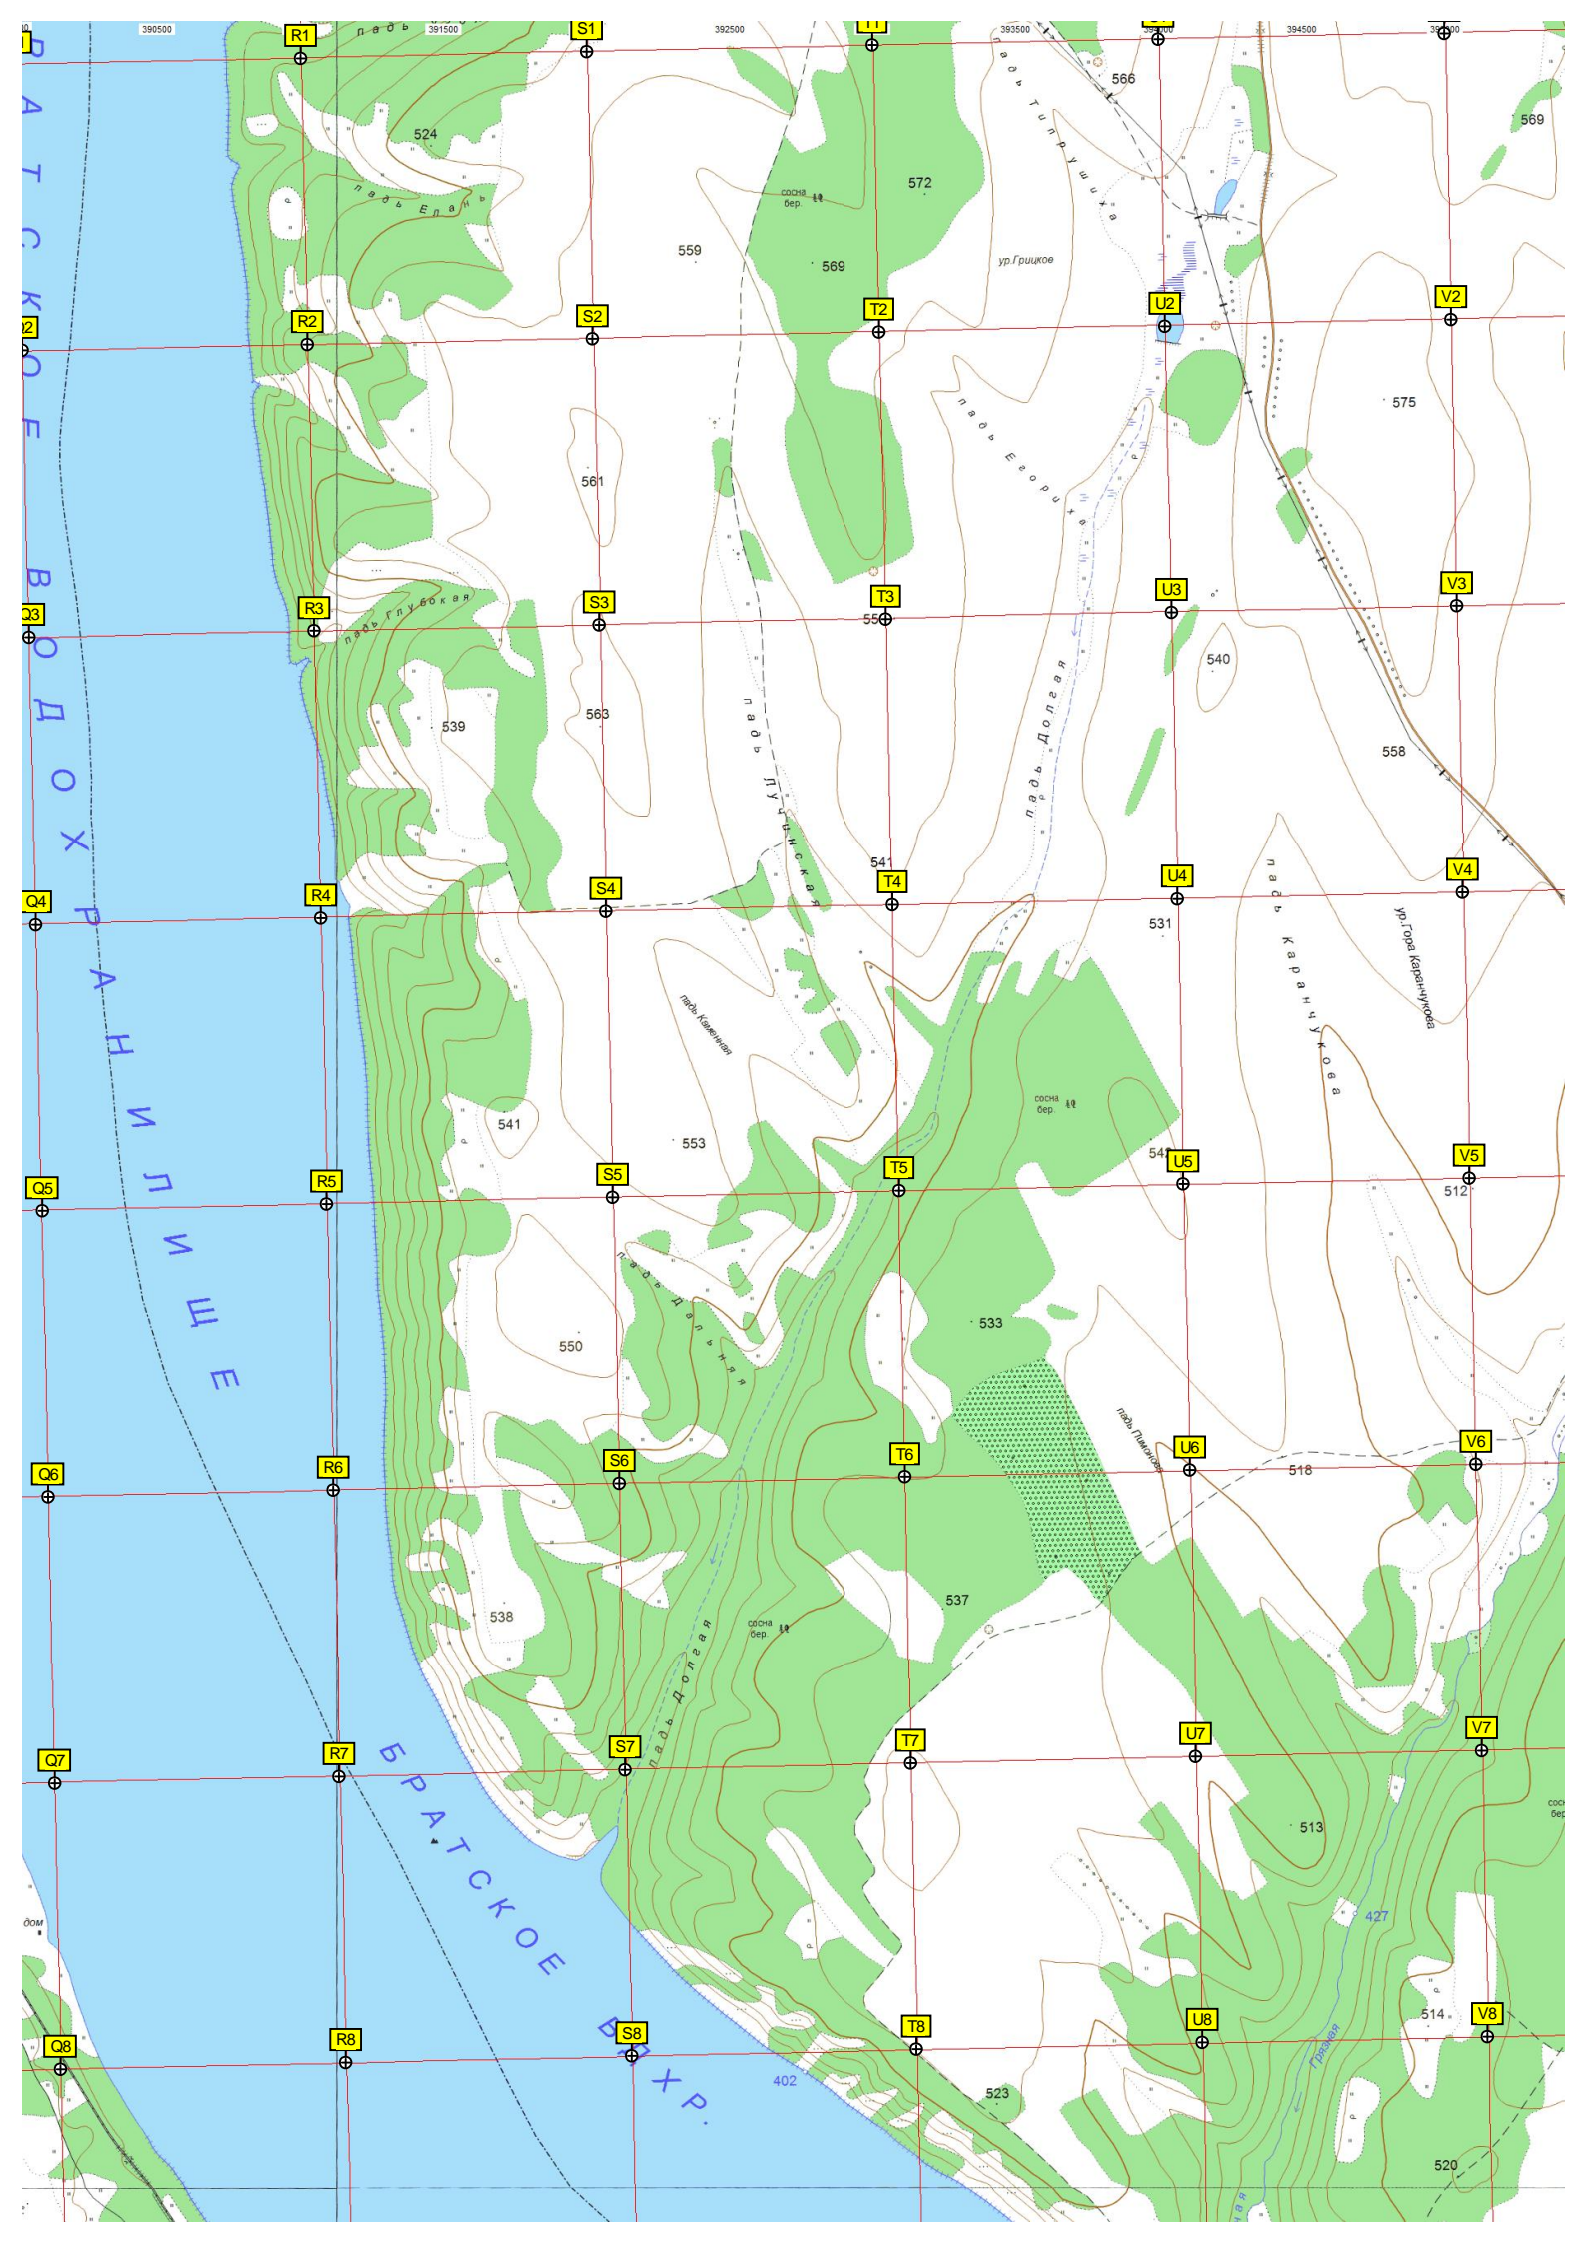 390500
391500
392500
393500
394000
394500
R1
S1
T1
566
569
524
падь Типрушиха
падь Елань
572
сосна
бер.
559
569
ур.Грицкое
БРАТСКОЕ ВОДОХРАНИЛИЩЕ
R2
S2
T2
U2
V2
575
падь Егориха
561
Q3
R3
S3
T3
U3
V3
падь Глубокая
540
563
539
558
падь Лучинская
падь Долгая
541
Q4
R4
S4
T4
U4
V4
531
падь Каранчукова
ур.Гора Каранчукова
падь Каменная
сосна
бер.
541
553
Q5
R5
S5
T5
U5
V5
512
падь Дальняя
533
550
падь Пимонова
Q6
R6
S6
T6
U6
V6
518
538
537
сосна
бер.
падь Долгая
Q7
R7
S7
T7
U7
V7
513
БРАТСКОЕ ВДХР.
427
дом
514
Q8
R8
S8
T8
U8
V8
Грязная
402
523
520